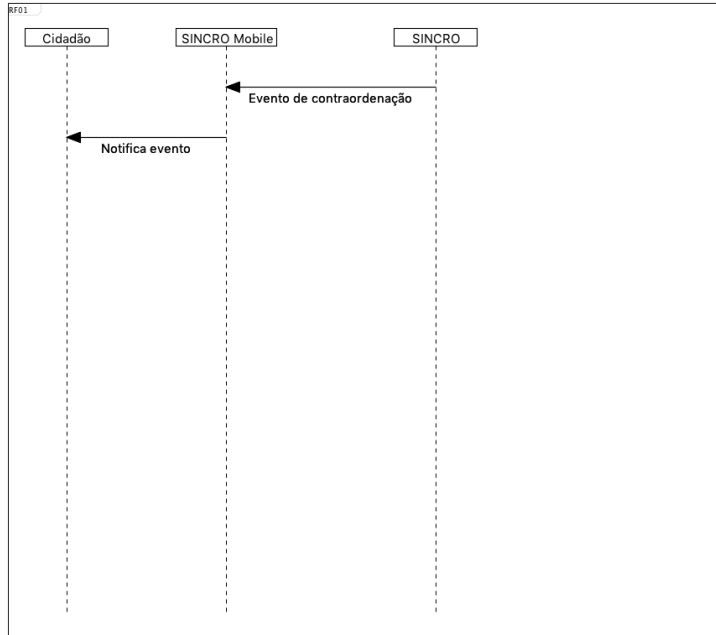 RF01
Cidadão
SINCRO Mobile
SINCRO
Evento de contraordenação
Notifica evento